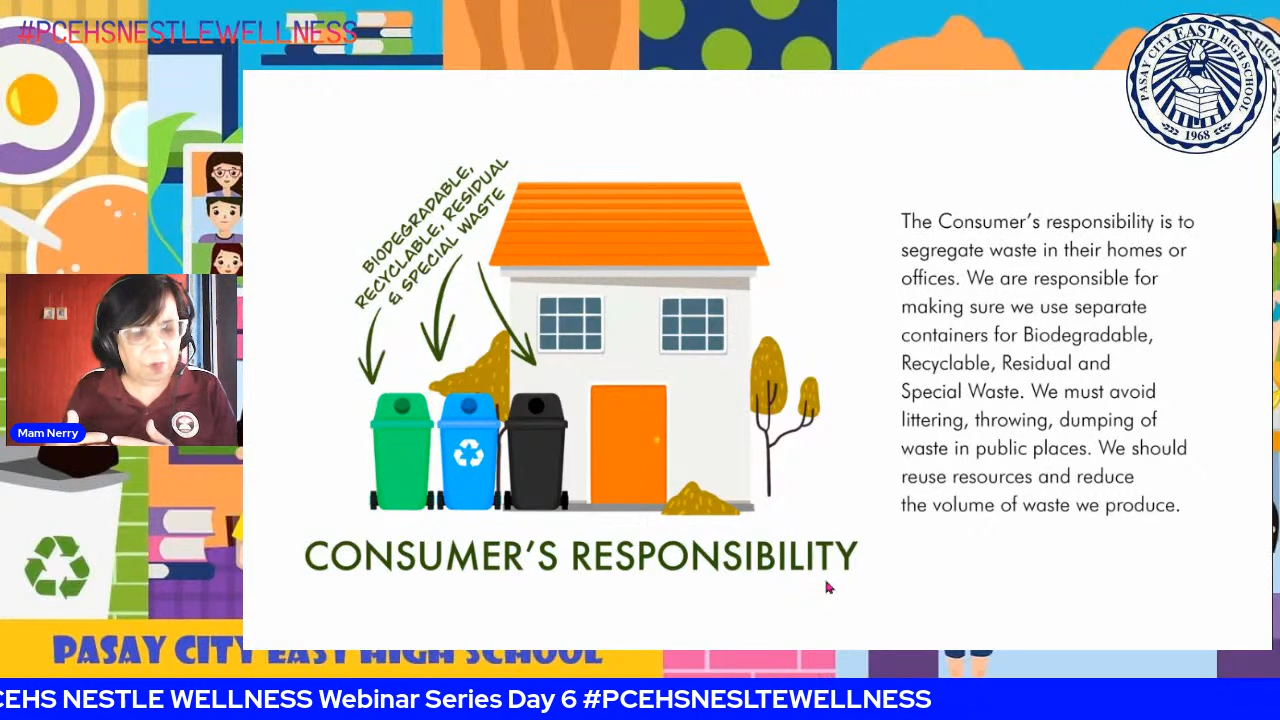 #PCEHSNESTLEWELLNESS
PASAY CITY EAST HIGH SCHOOL
1968
BIODEGRADABLE,
RECYCLABLE, RESIDUAL
& SPECIAL WASTE
The Consumer's responsibility is to
segregate waste in their homes or
offices. We are responsible for
making sure we use separate
containers for Biodegradable,
Recyclable, Residual and
Special Waste. We must avoid
littering, throwing, dumping of
waste in public places. We should
reuse resources and reduce
the volume of waste we produce.
Mam Nerry
CONSUMER'S RESPONSIBILITY
PASAY CITY EAST HIGH SCHOOL
CEHS NESTLE WELLNESS Webinar Series Day 6 #PCEHSNESLTEWELLNESS